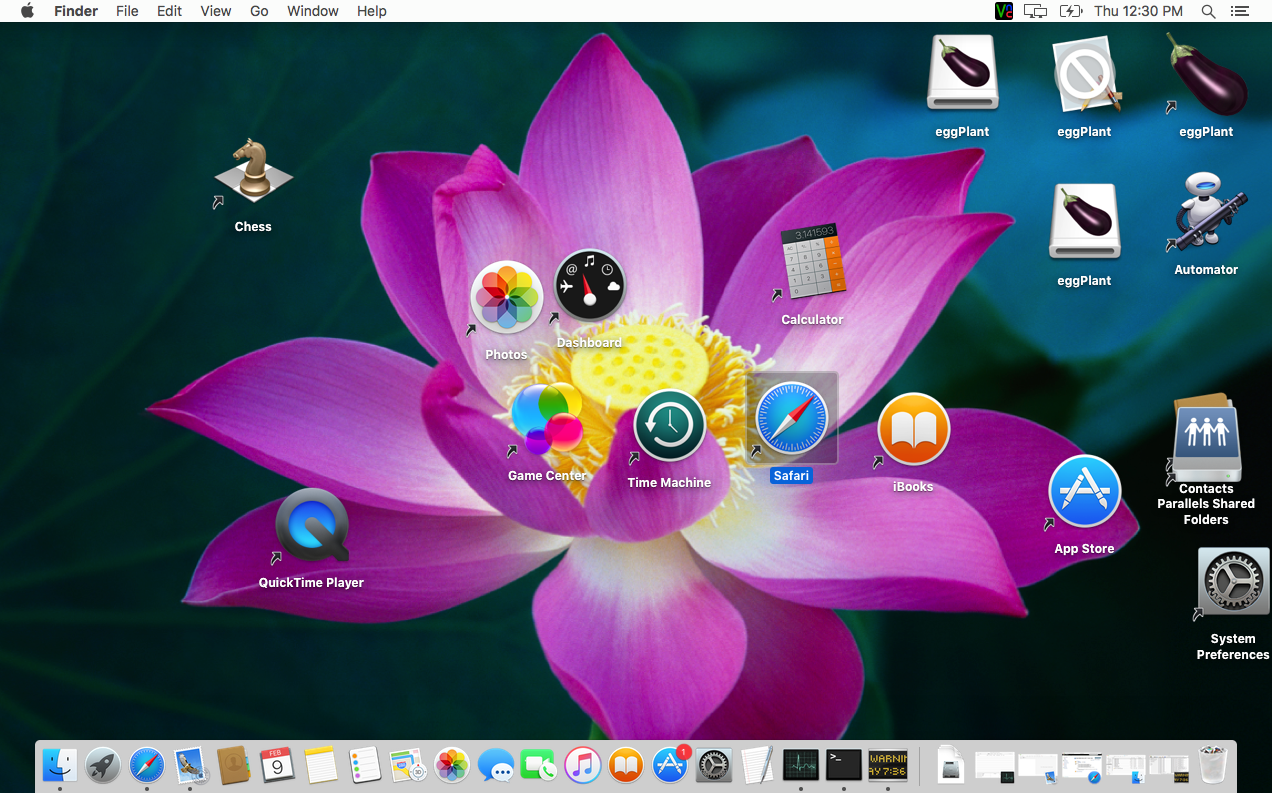 Finder File Edit View Go Window Help Thu 12:30 PM
eggPlant
eggPlant
eggPlant
Chess
3.141593
Automator
eggPlant
Calculator
Dashboard
Photos
Game Center
Time Machine
Safari
iBooks
Contacts
Parallels Shared
Folders
App Store
QuickTime Player
System
Preferences
FEB
9
1
WARNIN
AY 7:36